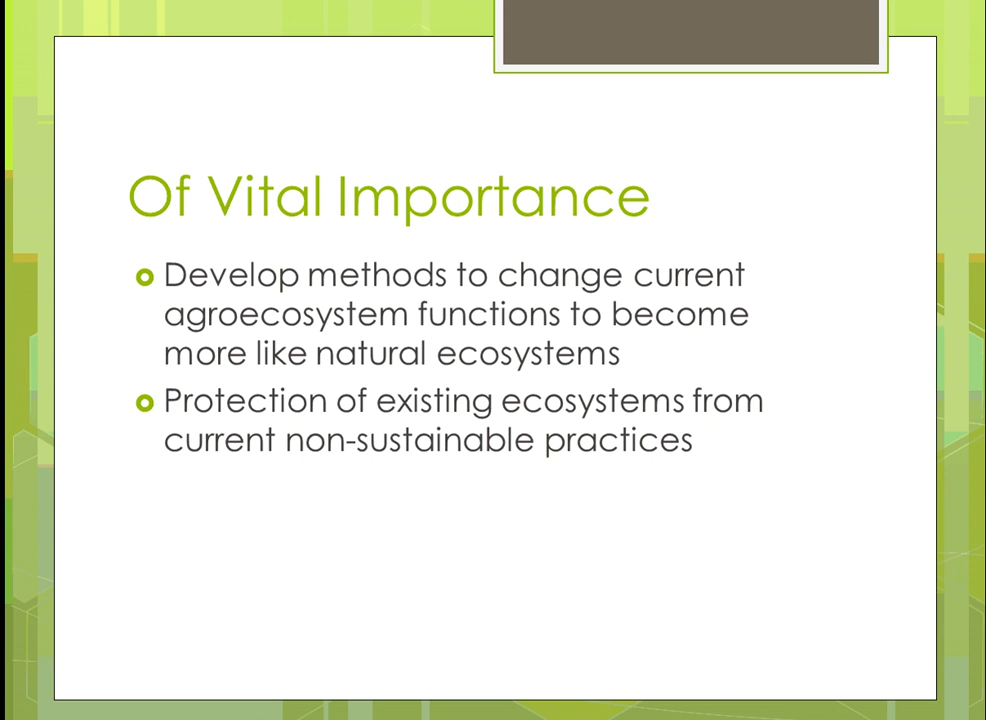 Of Vital Importance
Develop methods to change current
agroecosystem functions to become
more like natural ecosystems
Protection of existing ecosystems from
current non-sustainable practices